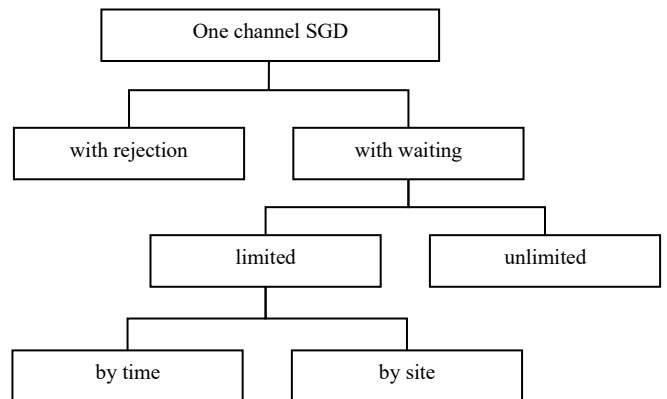 One channel SGD
with rejection
with waiting
limited
unlimited
by time
by site